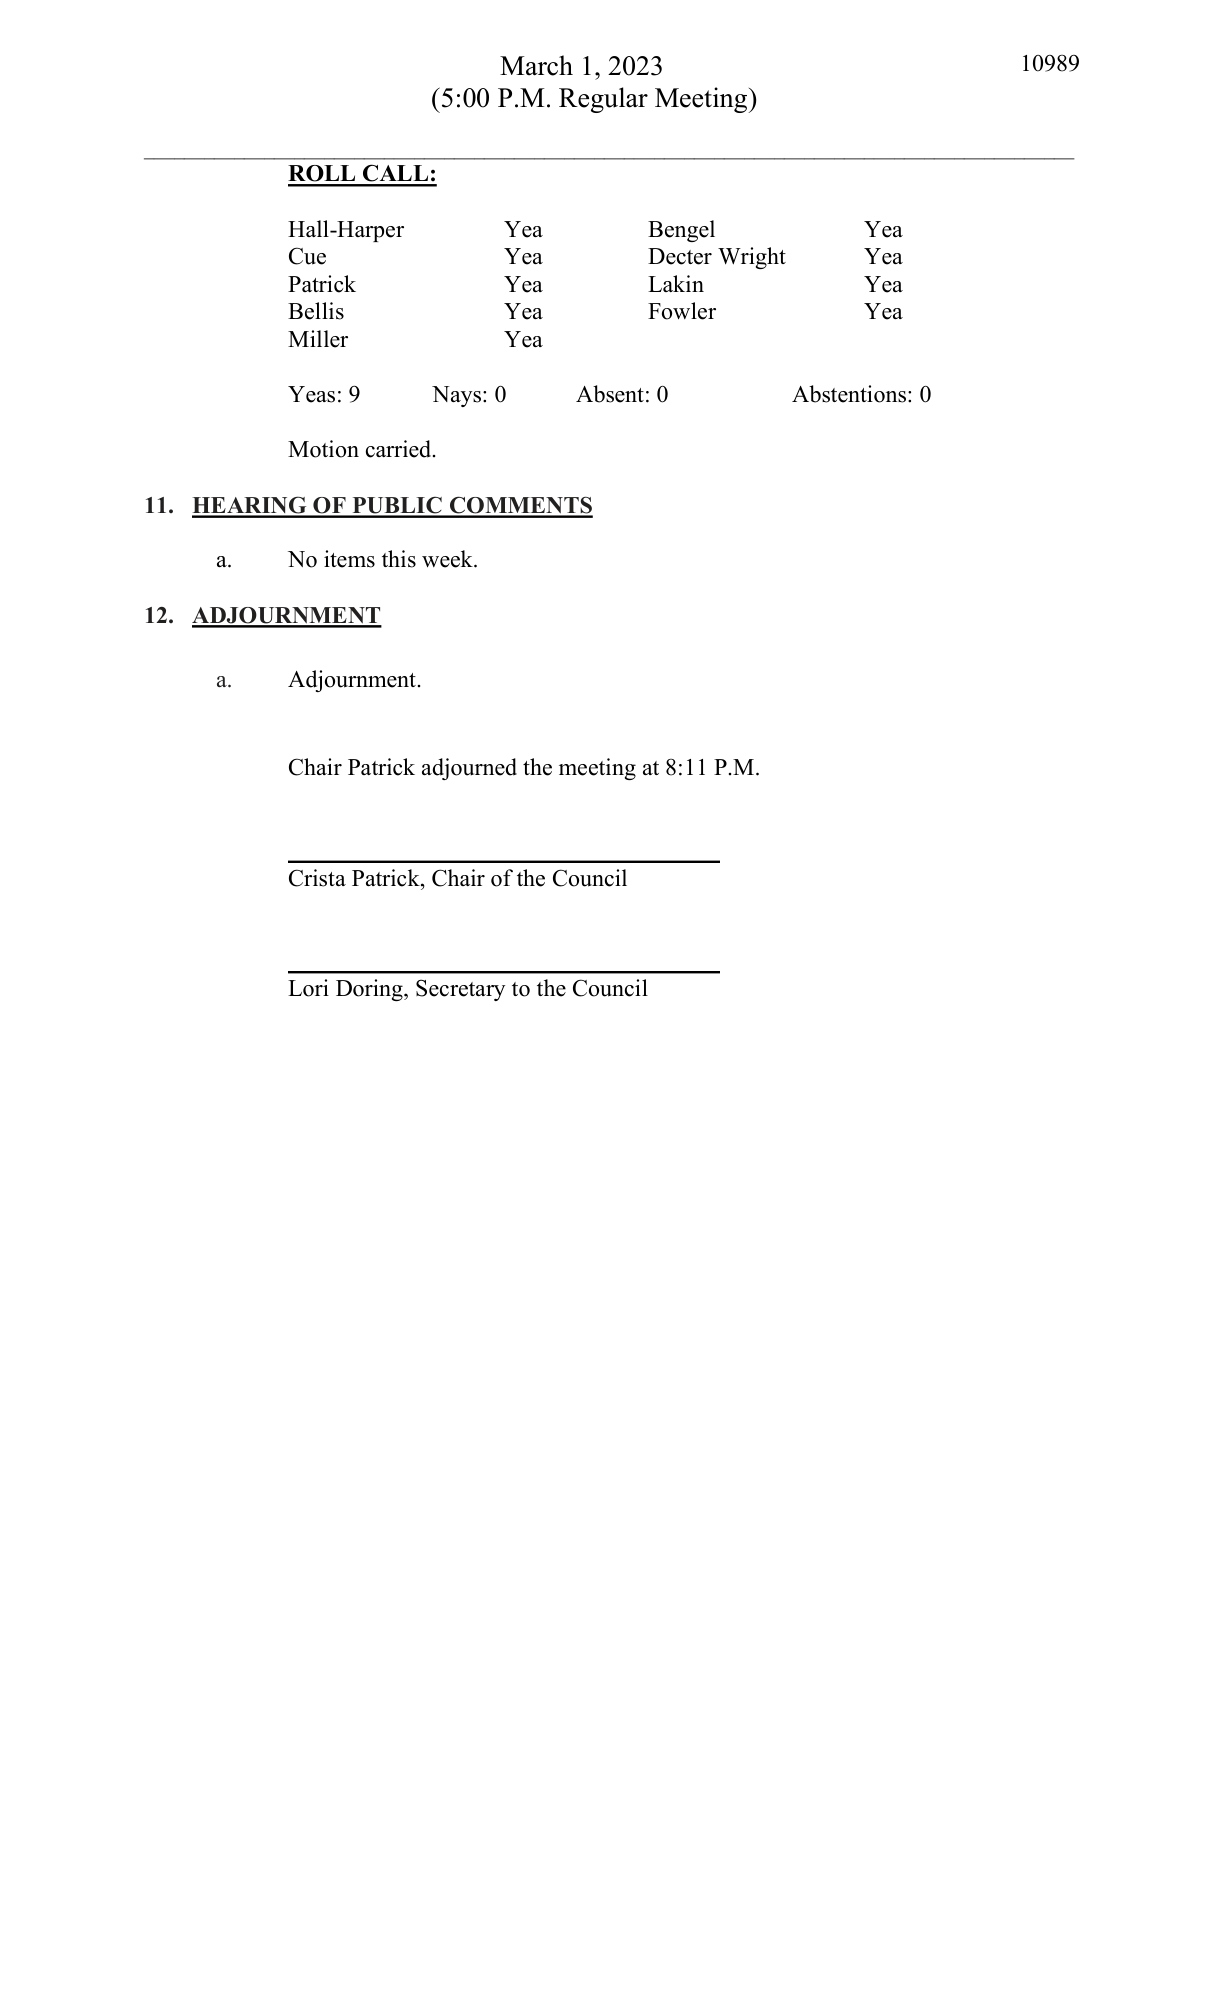 March 1, 2023 10989
(5:00 P.M. Regular Meeting)
ROLL CALL:
Hall-Harper Yea Bengel Yea
Cue Yea Decter Wright Yea
Patrick Yea Lakin Yea
Bellis Yea Fowler Yea
Miller Yea
Yeas: 9 Nays: 0 Absent: 0 Abstentions: 0
Motion carried.
11. HEARING OF PUBLIC COMMENTS
a. No items this week.
12. ADJOURNMENT
a. Adjournment.
Chair Patrick adjourned the meeting at 8:11 P.M.
Crista Patrick, Chair of the Council
Lori Doring, Secretary to the Council